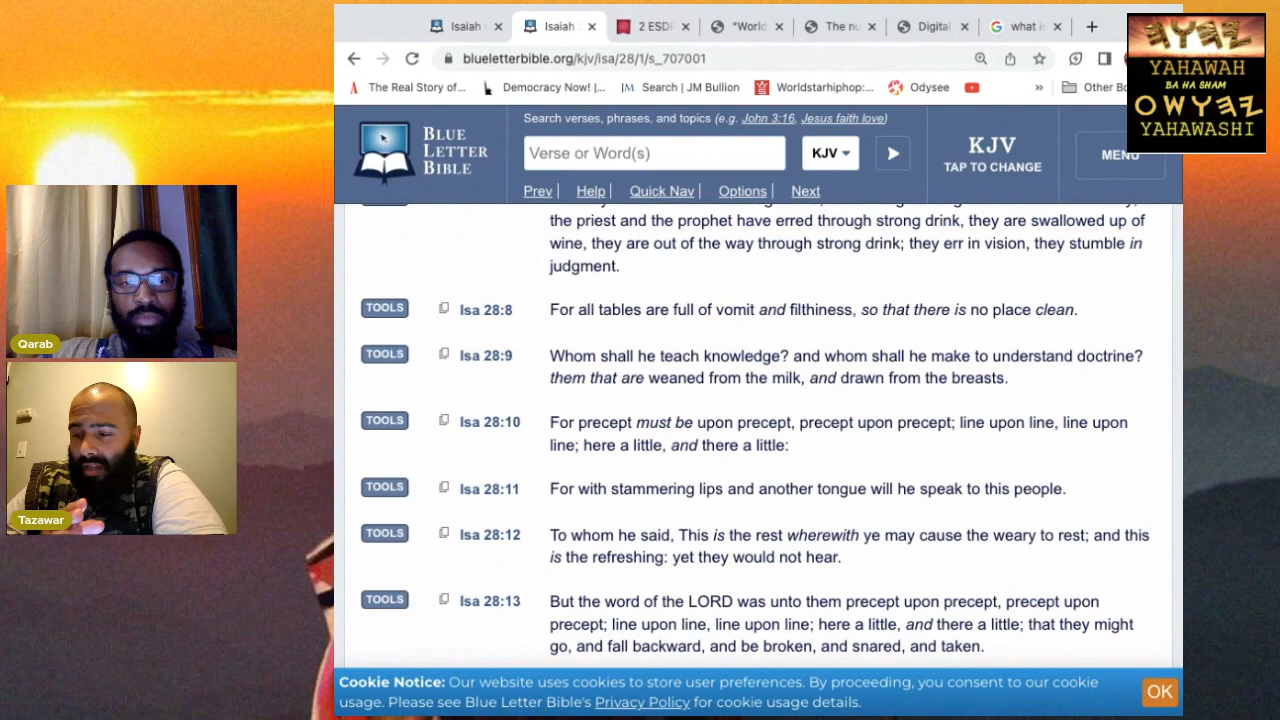 Isaiah
Isaiah
2 ESDR
"World
The nu
Digital
what is
blueletterbible.org/kjv/isa/28/1/s_707001
The Real Story of...
Democracy Now! |...
JM
Search | JM Bullion
Worldstarhiphop:...
Odysee
»
Other Bo
YAHAWAH
BA HA SHAM
YAHAWASHI
BLUE
LETTER
BIBLE
Search verses, phrases, and topics (e.g. John 3:16, Jesus faith love)
Verse or Word(s)
KJV
KJV
TAP TO CHANGE
MENU
Prev | Help | Quick Nav | Options | Next
the priest and the prophet have erred through strong drink, they are swallowed up of
wine, they are out of the way through strong drink; they err in vision, they stumble in
judgment.
TOOLS Isa 28:8 For all tables are full of vomit and filthiness, so that there is no place clean.
TOOLS Isa 28:9 Whom shall he teach knowledge? and whom shall he make to understand doctrine?
them that are weaned from the milk, and drawn from the breasts.
TOOLS Isa 28:10 For precept must be upon precept, precept upon precept; line upon line, line upon
line; here a little, and there a little:
TOOLS Isa 28:11 For with stammering lips and another tongue will he speak to this people.
TOOLS Isa 28:12 To whom he said, This is the rest wherewith ye may cause the weary to rest; and this
is the refreshing: yet they would not hear.
TOOLS Isa 28:13 But the word of the LORD was unto them precept upon precept, precept upon
precept; line upon line, line upon line; here a little, and there a little; that they might
go, and fall backward, and be broken, and snared, and taken.
Cookie Notice: Our website uses cookies to store user preferences. By proceeding, you consent to our cookie
usage. Please see Blue Letter Bible's Privacy Policy for cookie usage details.
OK
Qarab
Tazawar